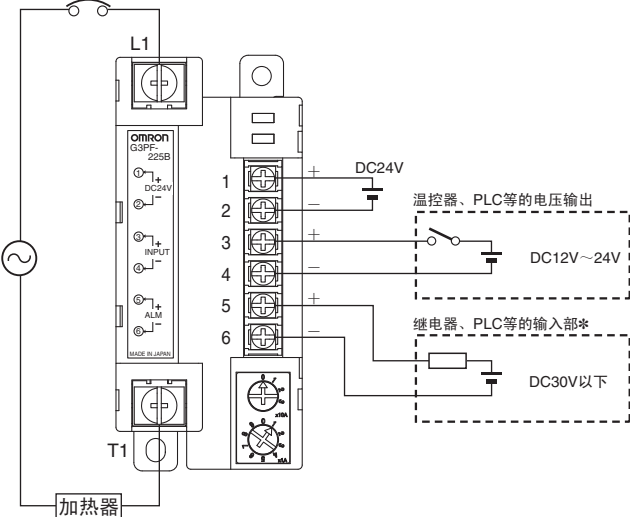 L1
OMRON
G3PF-
225B
① +
DC24V
② −
③ +
INPUT
④ −
⑤ +
ALM
⑥ −
MADE IN JAPAN
T1
1 +
2 −
3 +
4 −
5 +
6 −
DC24V
温控器、PLC等的电压输出
DC12V～24V
继电器、PLC等的输入部*
DC30V以下
x10A
x1A
加热器